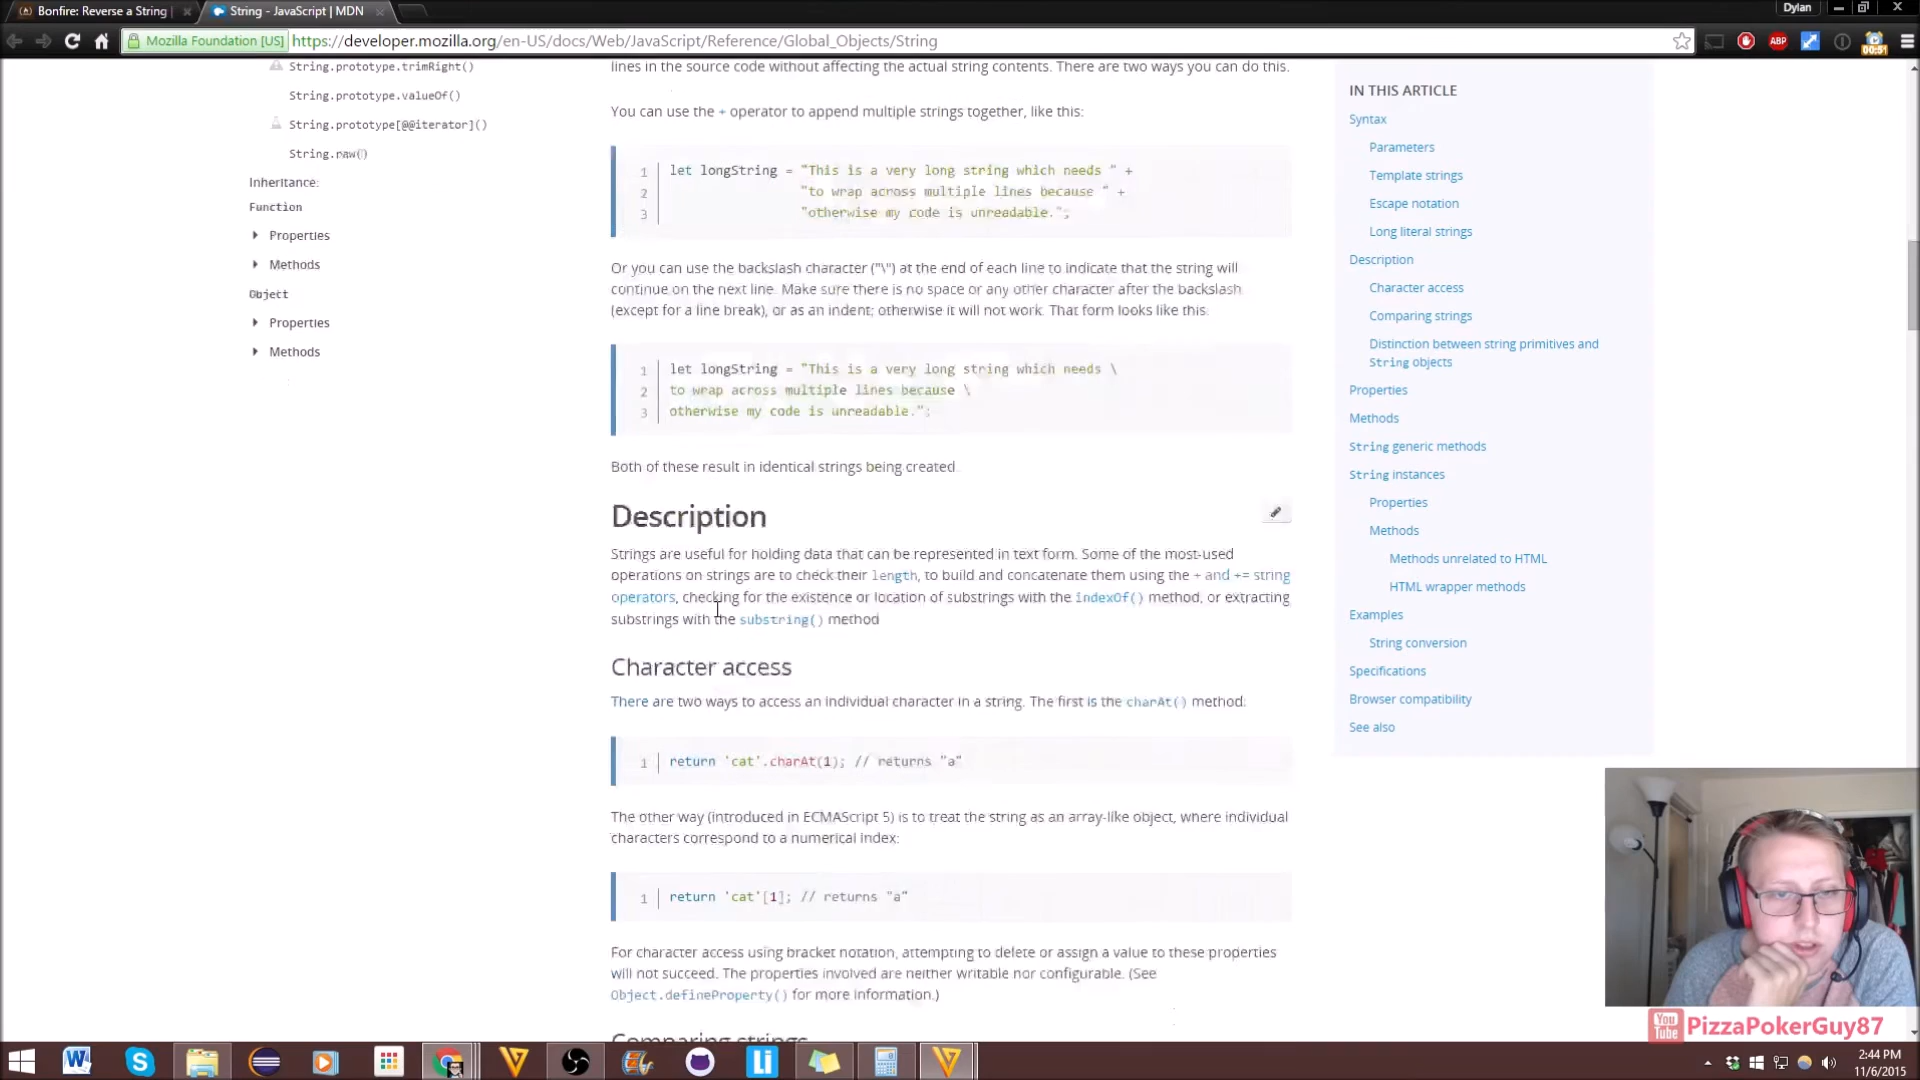 Bonfire: Reverse a String |
String - JavaScript | MDN
Dylan
Mozilla Foundation [US]
https://developer.mozilla.org/en-US/docs/Web/JavaScript/Reference/Global_Objects/String
ABP
00:51
String.prototype.trimRight()
String.prototype.valueOf()
String.prototype[@@iterator]()
String.raw()
Inheritance:
Function
Properties
Methods
Object
Properties
Methods
lines in the source code without affecting the actual string contents. There are two ways you can do this.
You can use the + operator to append multiple strings together, like this:
1 let longString = "This is a very long string which needs " +
2 "to wrap across multiple lines because " +
3 "otherwise my code is unreadable.";
Or you can use the backslash character ("\") at the end of each line to indicate that the string will
continue on the next line. Make sure there is no space or any other character after the backslash
(except for a line break), or as an indent; otherwise it will not work. That form looks like this:
1 let longString = "This is a very long string which needs \
2 to wrap across multiple lines because \
3 otherwise my code is unreadable.";
Both of these result in identical strings being created.
Description
Strings are useful for holding data that can be represented in text form. Some of the most-used
operations on strings are to check their length, to build and concatenate them using the + and += string
operators, checking for the existence or location of substrings with the indexOf() method, or extracting
substrings with the substring() method
Character access
There are two ways to access an individual character in a string. The first is the charAt() method:
1 return 'cat'.charAt(1); // returns "a"
The other way (introduced in ECMAScript 5) is to treat the string as an array-like object, where individual
characters correspond to a numerical index:
1 return 'cat'[1]; // returns "a"
For character access using bracket notation, attempting to delete or assign a value to these properties
will not succeed. The properties involved are neither writable nor configurable. (See
Object.defineProperty() for more information.)
Comparing strings
IN THIS ARTICLE
Syntax
Parameters
Template strings
Escape notation
Long literal strings
Description
Character access
Comparing strings
Distinction between string primitives and
String objects
Properties
Methods
String generic methods
String instances
Properties
Methods
Methods unrelated to HTML
HTML wrapper methods
Examples
String conversion
Specifications
Browser compatibility
See also
You
Tube
PizzaPokerGuy87
2:44 PM
11/6/2015